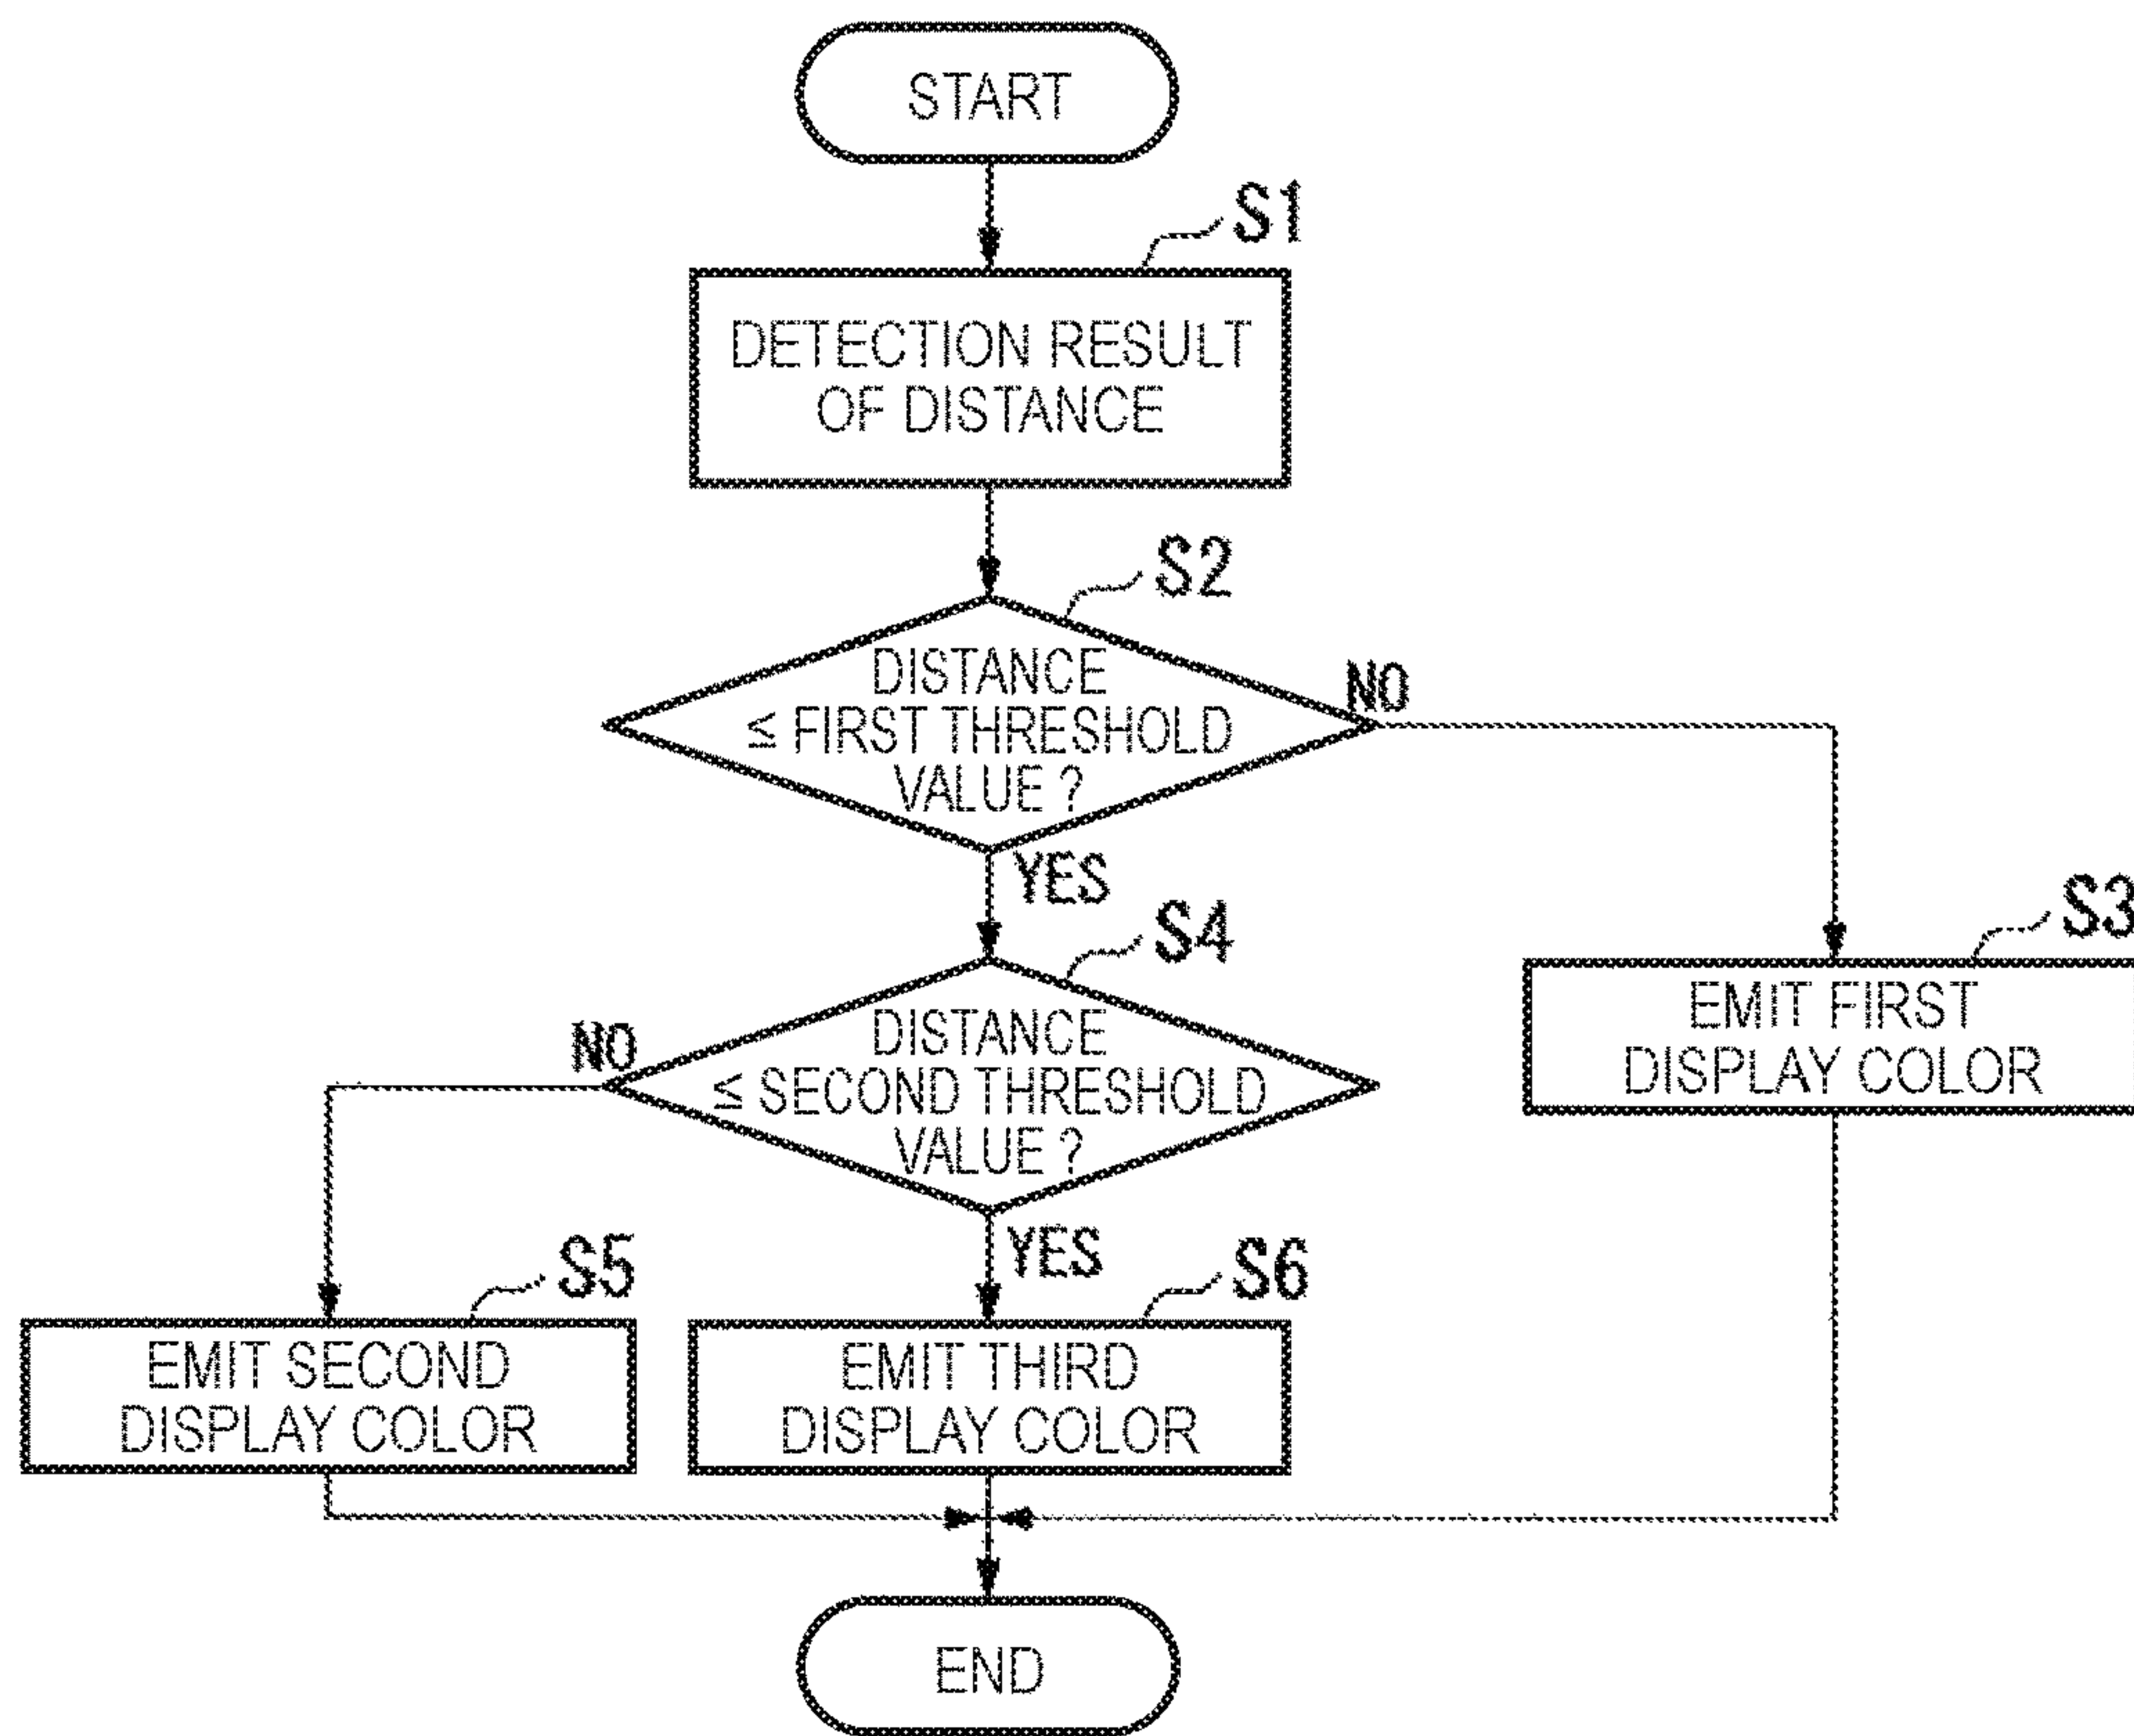 START
S1
DETECTION RESULT
OF DISTANCE
S2
DISTANCE
≦ FIRST THRESHOLD
VALUE ?
NO
YES
S3
EMIT FIRST
DISPLAY COLOR
S4
DISTANCE
≦ SECOND THRESHOLD
VALUE ?
NO
YES
S5
EMIT SECOND
DISPLAY COLOR
S6
EMIT THIRD
DISPLAY COLOR
END